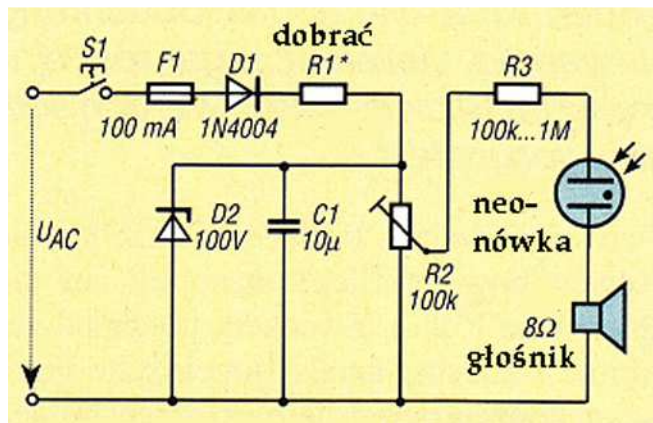 dobrać
S1 F1 D1 R1* R3
100 mA 1N4004 100k...1M
UAC
D2
100V
C1
10µ
R2
100k
neo-
nówka
8Ω
głośnik